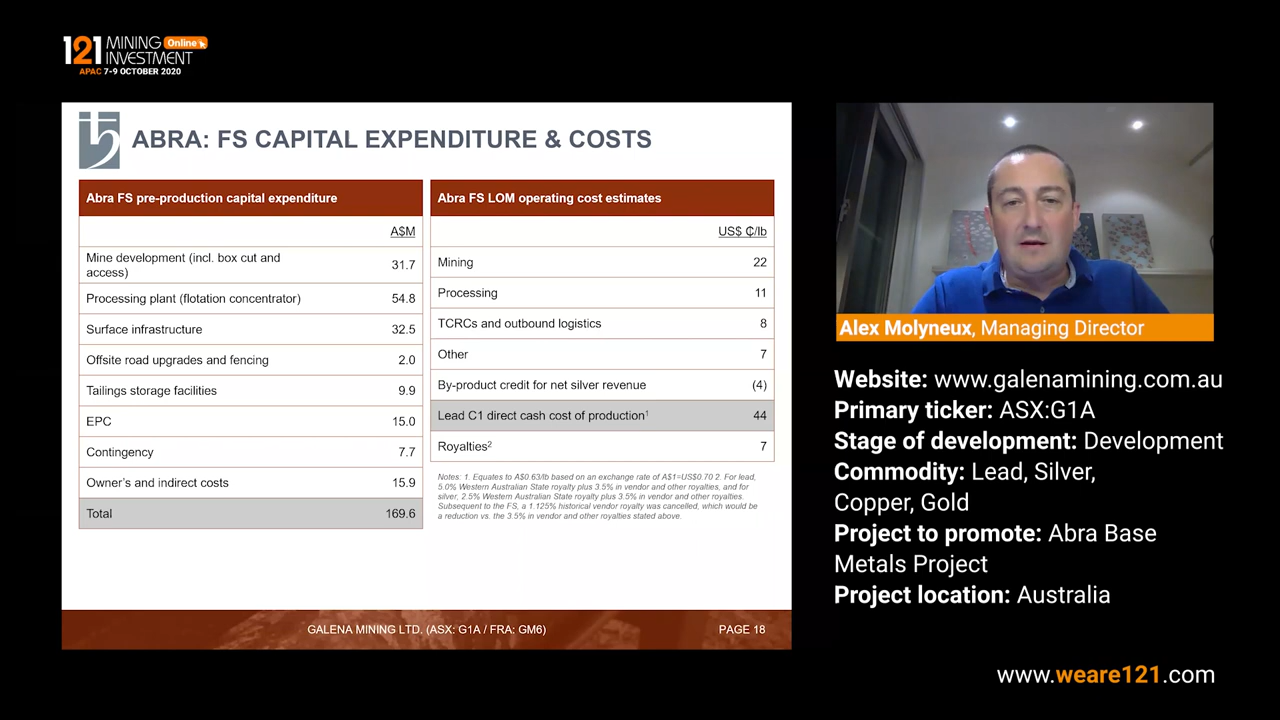 121 MINING Online
INVESTMENT
APAC 7-9 OCTOBER 2020
ABRA: FS CAPITAL EXPENDITURE & COSTS
Abra FS pre-production capital expenditure
A$M
Mine development (incl. box cut and
access) 31.7
Processing plant (flotation concentrator) 54.8
Surface infrastructure 32.5
Offsite road upgrades and fencing 2.0
Tailings storage facilities 9.9
EPC 15.0
Contingency 7.7
Owner's and indirect costs 15.9
Total 169.6
Abra FS LOM operating cost estimates
US$ ₵/lb
Mining 22
Processing 11
TCRCs and outbound logistics 8
Other 7
By-product credit for net silver revenue (4)
Lead C1 direct cash cost of production¹ 44
Royalties² 7
Notes: 1. Equates to A$0.63/lb based on an exchange rate of A$1=US$0.70 2. For lead,
5.0% Western Australian State royalty plus 3.5% in vendor and other royalties, and for
silver, 2.5% Western Australian State royalty plus 3.5% in vendor and other royalties.
Subsequent to the FS, a 1.125% historical vendor royalty was cancelled, which would be
a reduction vs. the 3.5% in vendor and other royalties stated above.
GALENA MINING LTD. (ASX: G1A / FRA: GM6) PAGE 18
Alex Molyneux, Managing Director
Website: www.galenamining.com.au
Primary ticker: ASX:G1A
Stage of development: Development
Commodity: Lead, Silver,
Copper, Gold
Project to promote: Abra Base
Metals Project
Project location: Australia
www.weare121.com